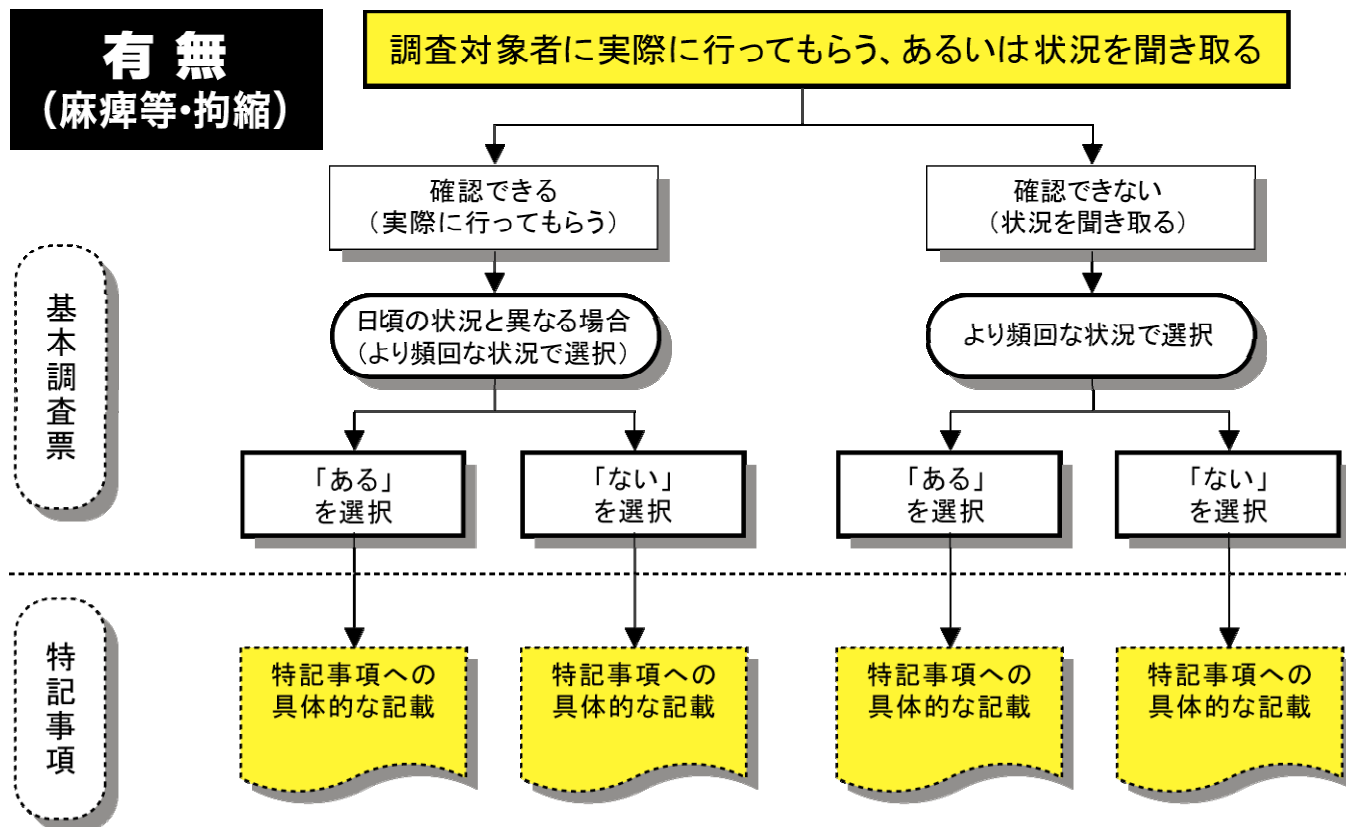 有無
（麻痺等・拘縮）
調査対象者に実際に行ってもらう、あるいは状況を聞き取る
確認できる
（実際に行ってもらう）
確認できない
（状況を聞き取る）
基本調査票
日頃の状況と異なる場合
（より頻回な状況で選択）
より頻回な状況で選択
「ある」
を選択
「ない」
を選択
「ある」
を選択
「ない」
を選択
特記事項
特記事項への
具体的な記載
特記事項への
具体的な記載
特記事項への
具体的な記載
特記事項への
具体的な記載